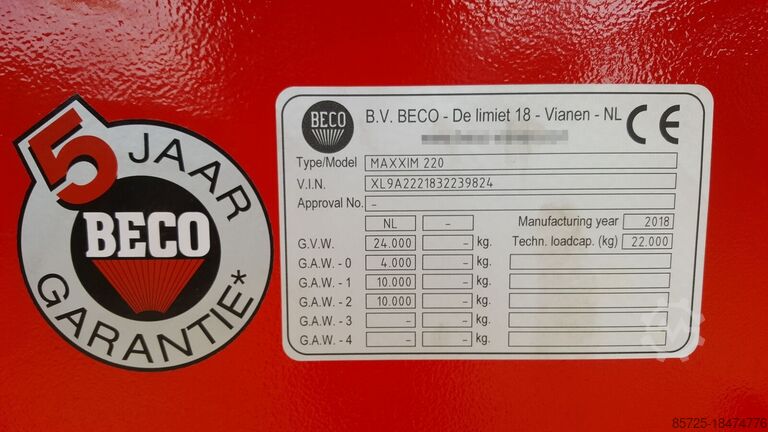 5 JAAR
BECO
GARANTIE*
BECO
B.V. BECO - De limiet 18 - Vianen - NL CE
Type/Model MAXXIM 220
V.I.N. XL9A2221832239824
Approval No. -
NL - Manufacturing year 2018
G.V.W. 24.000 - kg. Techn. loadcap. (kg) 22.000
G.A.W. - 0 4.000 - kg.
G.A.W. - 1 10.000 - kg.
G.A.W. - 2 10.000 - kg.
G.A.W. - 3 - - kg.
G.A.W. - 4 - - kg.
85725-18474776